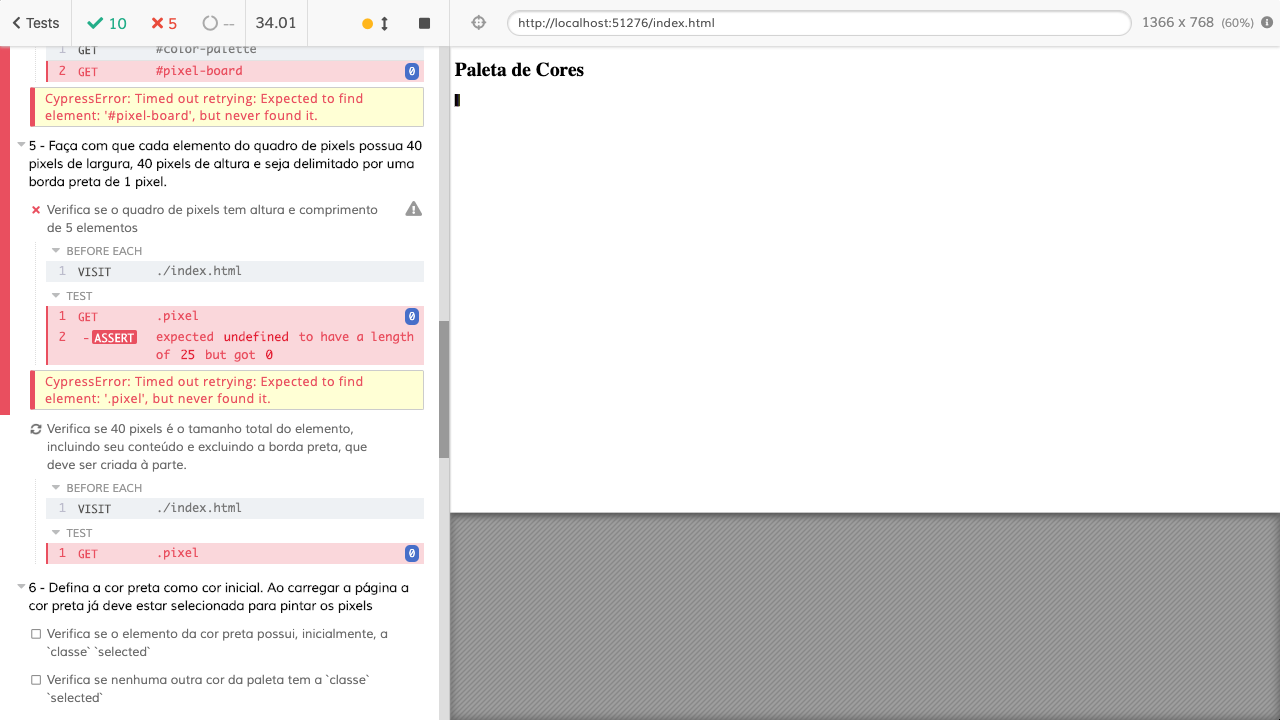 Tests
10
5
--
34.01
http://localhost:51276/index.html
1366 x 768 (60%)
1 GET #color-palette
2 GET #pixel-board 0
CypressError: Timed out retrying: Expected to find
element: '#pixel-board', but never found it.
5 - Faça com que cada elemento do quadro de pixels possua 40
pixels de largura, 40 pixels de altura e seja delimitado por uma
borda preta de 1 pixel.
Verifica se o quadro de pixels tem altura e comprimento
de 5 elementos
BEFORE EACH
1 VISIT ./index.html
TEST
1 GET .pixel 0
2 -ASSERT expected undefined to have a length
of 25 but got 0
CypressError: Timed out retrying: Expected to find
element: '.pixel', but never found it.
Verifica se 40 pixels é o tamanho total do elemento,
incluindo seu conteúdo e excluindo a borda preta, que
deve ser criada à parte.
BEFORE EACH
1 VISIT ./index.html
TEST
1 GET .pixel 0
6 - Defina a cor preta como cor inicial. Ao carregar a página a
cor preta já deve estar selecionada para pintar os pixels
Verifica se o elemento da cor preta possui, inicialmente, a
`classe` `selected`
Verifica se nenhuma outra cor da paleta tem a `classe`
`selected`
Paleta de Cores